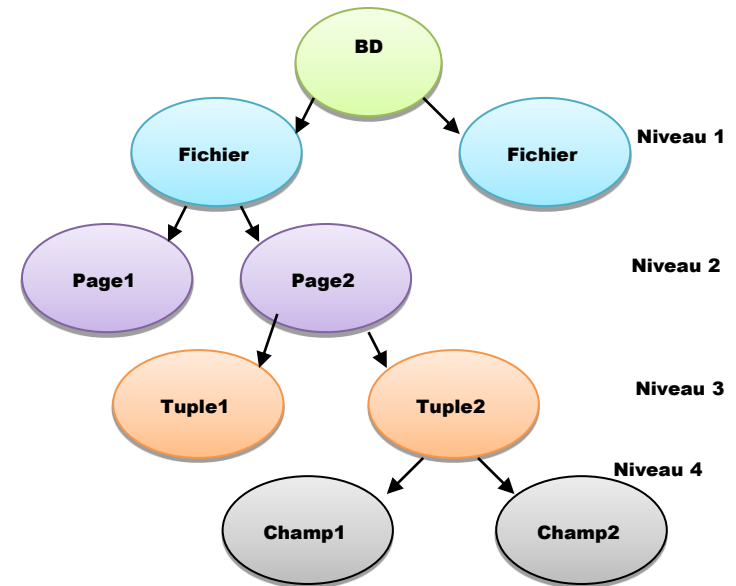 BD
Niveau 1
Fichier
Fichier
Niveau 2
Page1
Page2
Niveau 3
Tuple1
Tuple2
Niveau 4
Champ1
Champ2